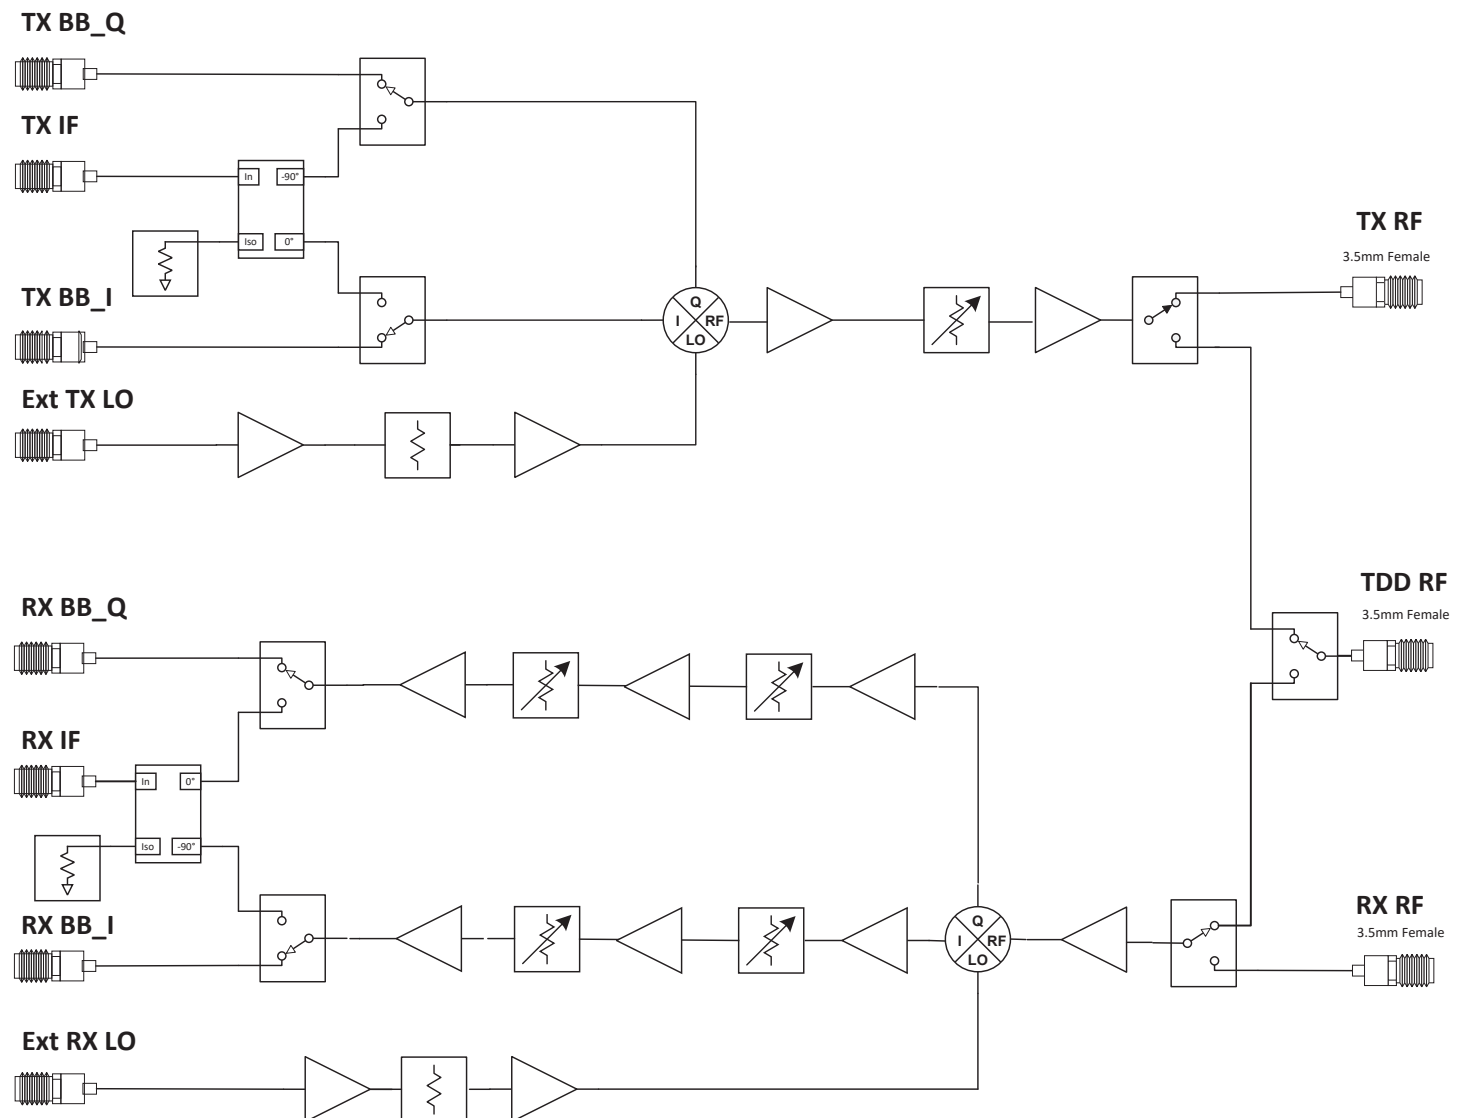 TX BB_Q
TX IF
In
-90°
Iso
0°
TX BB_I
Q
I
RF
LO
TX RF
3.5mm Female
Ext TX LO
TDD RF
3.5mm Female
RX BB_Q
RX IF
In
0°
Iso
-90°
RX BB_I
Q
I
RF
LO
RX RF
3.5mm Female
Ext RX LO